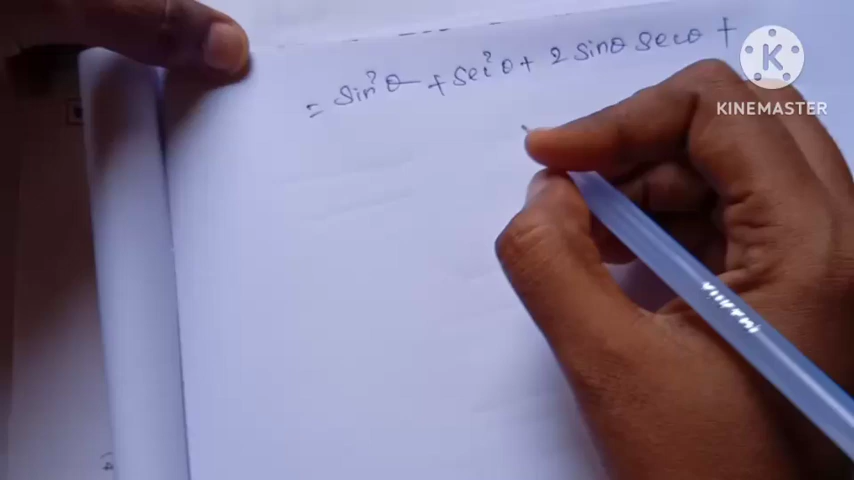 = sin²θ + sec²θ + 2 sinθ secθ +
K
KINEMASTER